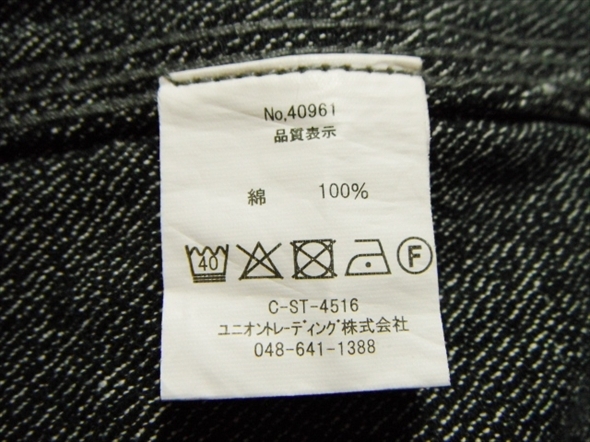 No,40961
品質表示
綿 100%
40 F
C-ST-4516
ユニオントレーディング株式会社
048-641-1388